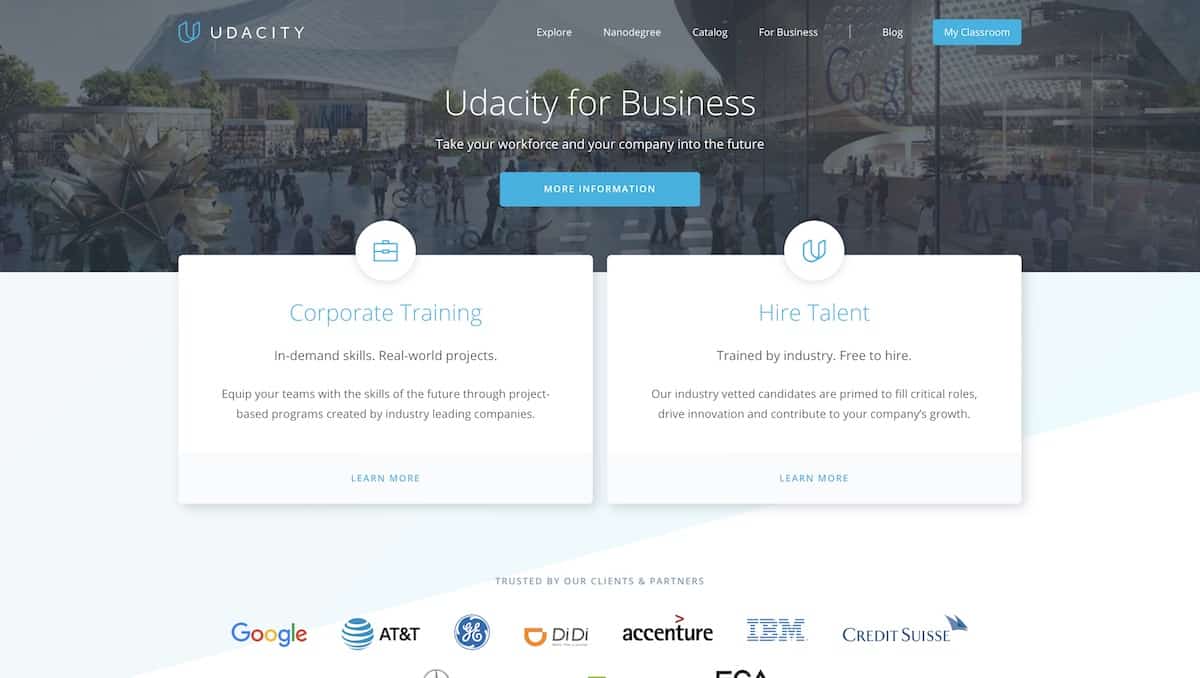 UDACITY
Explore Nanodegree Catalog For Business Blog My Classroom
Google
Udacity for Business
Take your workforce and your company into the future
MORE INFORMATION
Corporate Training
In-demand skills. Real-world projects.
Equip your teams with the skills of the future through project-
based programs created by industry leading companies.
LEARN MORE
Hire Talent
Trained by industry. Free to hire.
Our industry vetted candidates are primed to fill critical roles,
drive innovation and contribute to your company’s growth.
LEARN MORE
TRUSTED BY OUR CLIENTS & PARTNERS
Google AT&T GE DiDi accenture IBM CREDIT SUISSE